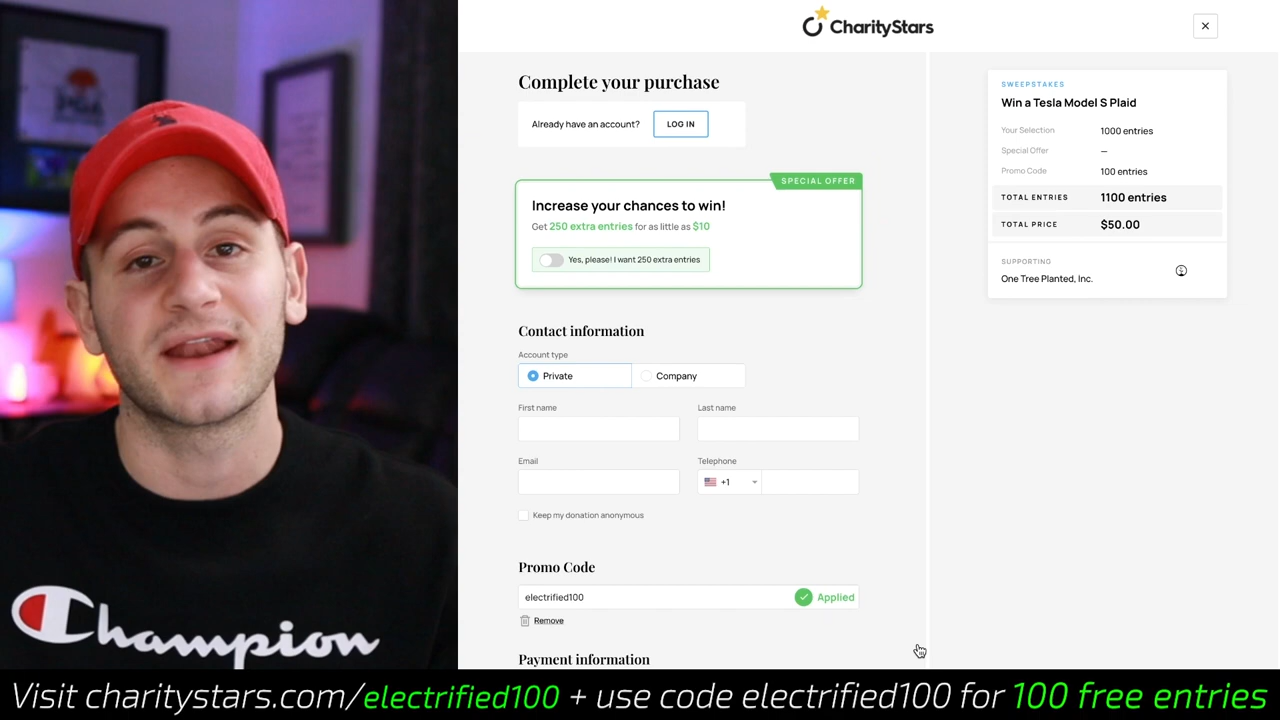 PGA
Champion
CharityStars
Complete your purchase
Already have an account?
LOG IN
SPECIAL OFFER
Increase your chances to win!
Get 250 extra entries for as little as $10
Yes, please! I want 250 extra entries
Contact information
Account type
Private
Company
First name
Last name
Email
Telephone
+1
Keep my donation anonymous
Promo Code
electrified100
Applied
Remove
Payment information
SWEEPSTAKES
Win a Tesla Model S Plaid
Your Selection 1000 entries
Special Offer —
Promo Code 100 entries
TOTAL ENTRIES 1100 entries
TOTAL PRICE $50.00
SUPPORTING
One Tree Planted, Inc.
Visit charitystars.com/electrified100 + use code electrified100 for 100 free entries